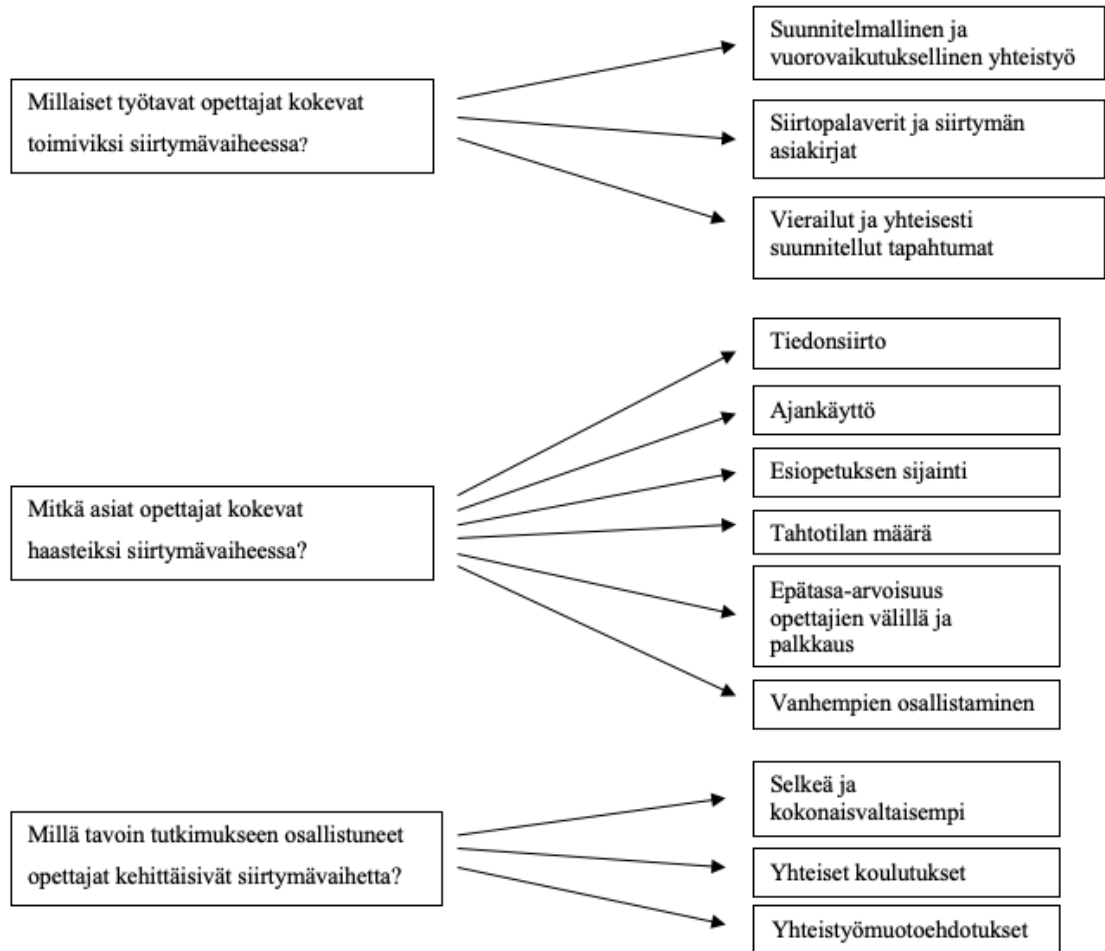 Millaiset työtavat opettajat kokevat
toimiviksi siirtymävaiheessa?
Suunnitelmallinen ja
vuorovaikutuksellinen yhteistyö
Siirtopalaverit ja siirtymän
asiakirjat
Vierailut ja yhteisesti
suunnitellut tapahtumat
Mitkä asiat opettajat kokevat
haasteiksi siirtymävaiheessa?
Tiedonsiirto
Ajankäyttö
Esiopetuksen sijainti
Tahtotilan määrä
Epätasa-arvoisuus
opettajien välillä ja
palkkaus
Vanhempien osallistaminen
Millä tavoin tutkimukseen osallistuneet
opettajat kehittäisivät siirtymävaihetta?
Selkeä ja
kokonaisvaltaisempi
Yhteiset koulutukset
Yhteistyömuotoehdotukset